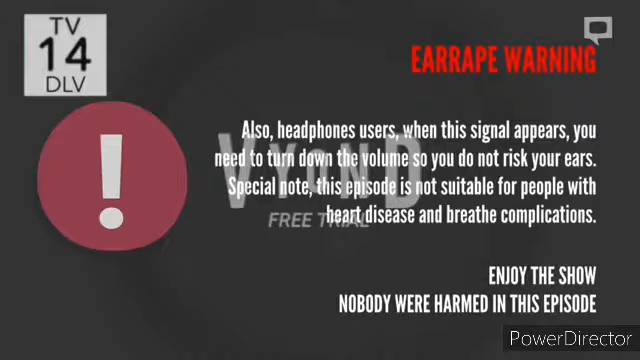 TV
14
DLV
EARRAPE WARNING
!
Also, headphones users, when this signal appears, you
need to turn down the volume so you do not risk your ears.
Special note, this episode is not suitable for people with
heart disease and breathe complications.
VYOND
FREE TRIAL
ENJOY THE SHOW
NOBODY WERE HARMED IN THIS EPISODE
PowerDirector